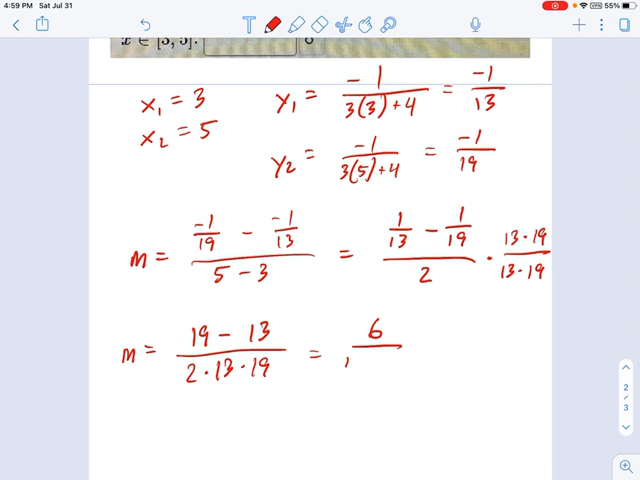 4:59 PM Sat Jul 31
55%
T
x ∈ [3, 5].
x₁ = 3
y₁ = -1 / (3(3)+4) = -1/13
x₂ = 5
y₂ = -1 / (3(5)+4) = -1/19
m = (-1/19 - -1/13) / (5 - 3) = (1/13 - 1/19) / 2 · (13·19)/(13·19)
m = (19 - 13) / (2·13·19) = 6
2/3